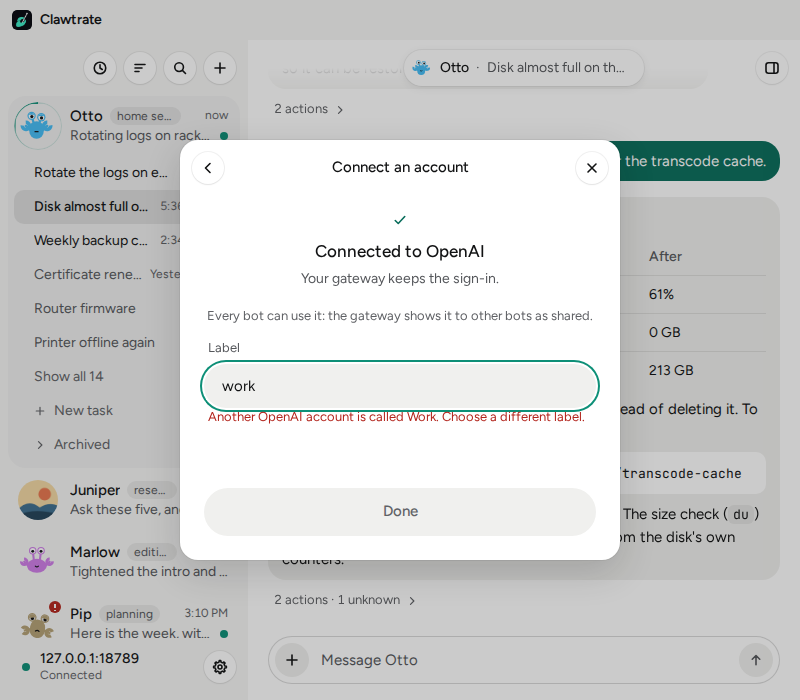 Clawtrate
Otto home se... now
Rotating logs on rack...
Rotate the logs on e...
Disk almost full o... 5:36
Weekly backup c... 2:34
Certificate rene... Yeste
Router firmware
Printer offline again
Show all 14
New task
Archived
Juniper rese...
Ask these five, an
Marlow editi...
Tightened the intro and ...
Pip planning 3:10 PM
Here is the week. wit...
127.0.0.1:18789
Connected
Otto · Disk almost full on th...
2 actions
the transcode cache.
After
61%
0 GB
213 GB
ead of deleting it. To
/transcode-cache
The size check ( du )
om the disk's own
counters.
2 actions · 1 unknown
Message Otto
Connect an account
Connected to OpenAI
Your gateway keeps the sign-in.
Every bot can use it: the gateway shows it to other bots as shared.
Label
work
Another OpenAI account is called Work. Choose a different label.
Done